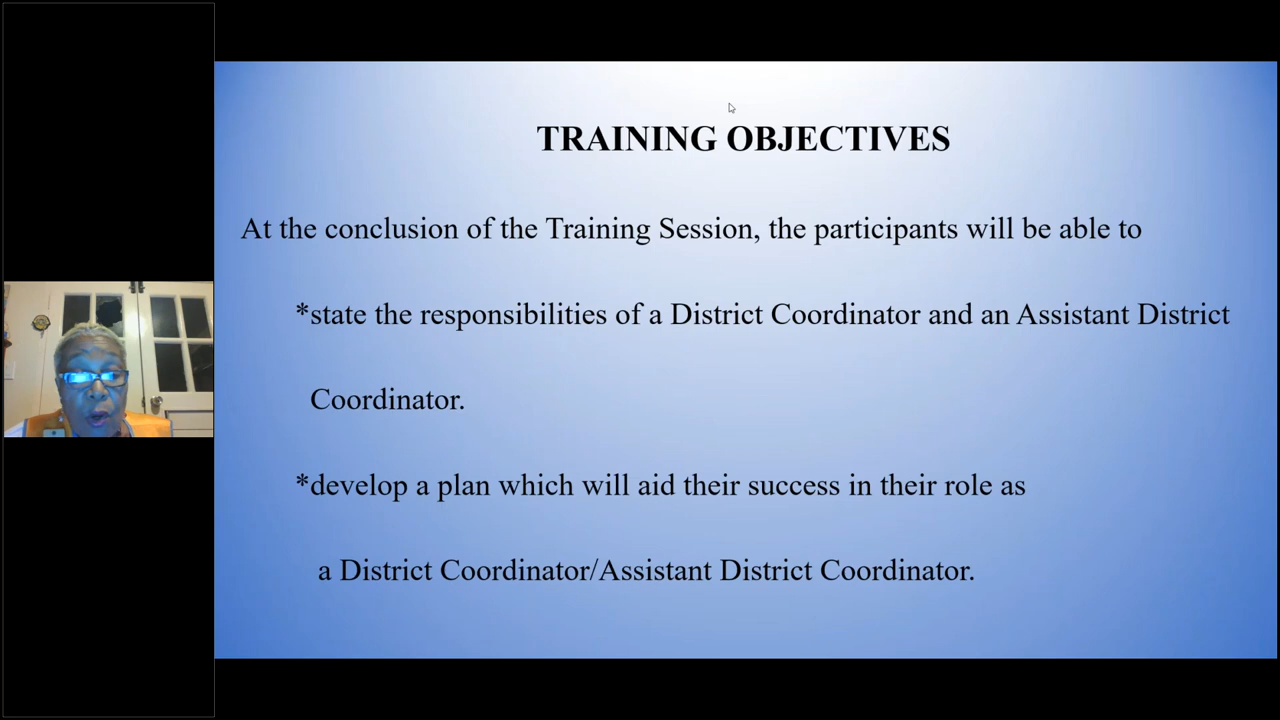 TRAINING OBJECTIVES
At the conclusion of the Training Session, the participants will be able to
*state the responsibilities of a District Coordinator and an Assistant District
Coordinator.
*develop a plan which will aid their success in their role as
a District Coordinator/Assistant District Coordinator.